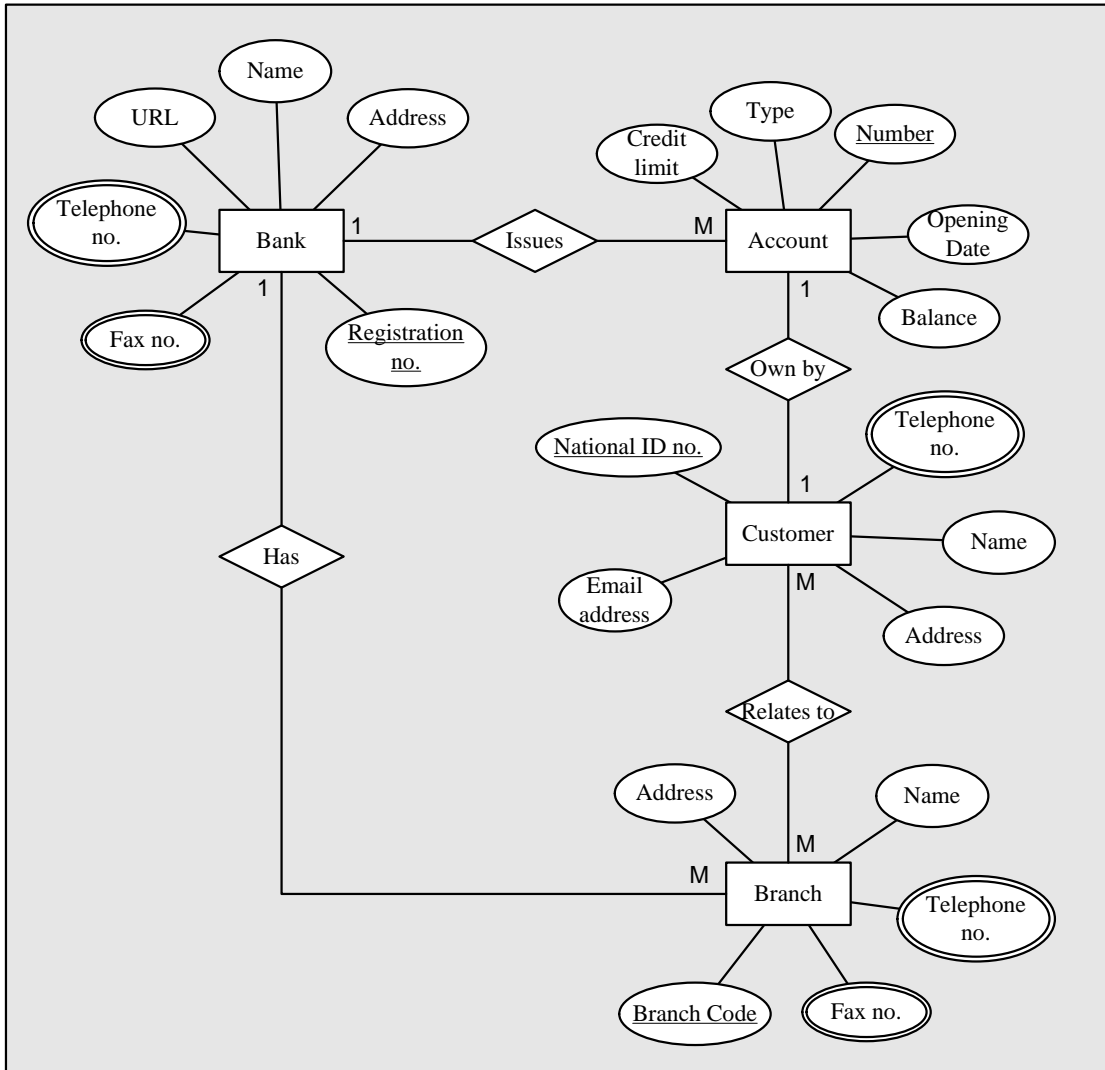 Name
URL
Address
Telephone
no.
Bank
Fax no.
Registration
no.
1
1
Issues
M
Type
Number
Credit
limit
Account
Opening
Date
Balance
1
Own by
National ID no.
Telephone
no.
1
Customer
Name
Email
address
M
Address
Has
Relates to
Address
Name
M
M
Branch
Telephone
no.
Branch Code
Fax no.